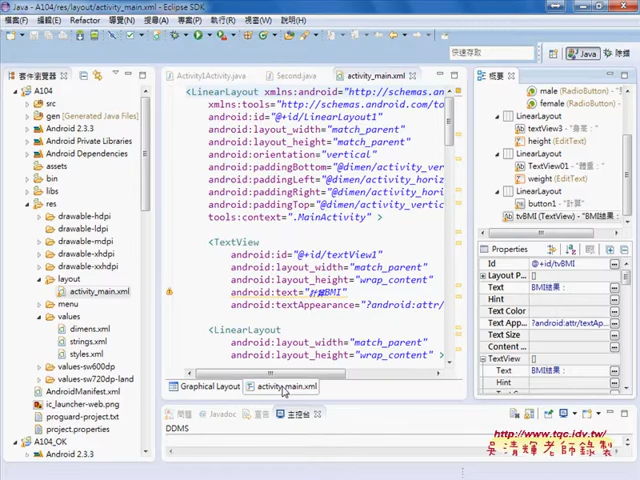 Java - A104/res/layout/activity_main.xml - Eclipse SDK
檔案(F) 編輯(E) Refactor 導覽(N) 搜尋(A) 專案(P) 執行(R) 視窗(W) 說明(H)
快速存取
Java
除錯
套件瀏覽器
A104
src
gen [Generated Java Files]
Android 2.3.3
Android Private Libraries
Android Dependencies
assets
bin
libs
res
drawable-hdpi
drawable-ldpi
drawable-mdpi
drawable-xhdpi
drawable-xxhdpi
layout
activity_main.xml
menu
values
dimens.xml
strings.xml
styles.xml
values-sw600dp
values-sw720dp-land
AndroidManifest.xml
ic_launcher-web.png
proguard-project.txt
project.properties
A104_OK
Android 2.3.3
Activity1Activity.java
Second.java
activity_main.xml
<LinearLayout xmlns:android="http://schemas.an
xmlns:tools="http://schemas.android.com/to
android:id="@+id/LinearLayout1"
android:layout_width="match_parent"
android:layout_height="match_parent"
android:orientation="vertical"
android:paddingBottom="@dimen/activity_ver
android:paddingLeft="@dimen/activity_horiz
android:paddingRight="@dimen/activity_hori
android:paddingTop="@dimen/activity_vertic
tools:context=".MainActivity" >
<TextView
android:id="@+id/textView1"
android:layout_width="match_parent"
android:layout_height="wrap_content"
android:text="計算BMI"
android:textAppearance="?android:attr/
<LinearLayout
android:layout_width="match_parent"
android:layout_height="wrap_content" >
Graphical Layout
activity_main.xml
問題
Javadoc
宣告
主控台
DDMS
概要
male (RadioButton)
female (RadioButton)
LinearLayout
textView3 - "身高："
height (EditText)
LinearLayout
TextView01 - "體重："
weight (EditText)
LinearLayout
button1 - "計算"
tvBMI (TextView) - "BMI結果："
Properties
Id @+id/tvBMI
Layout P... []
Text BMI結果：
Hint
Text Color
Text App... ?android:attr/textAp...
Text Size
Content ...
TextView []
Text BMI結果：
Hint
http://www.tqc.idv.tw/
吳清輝老師錄製